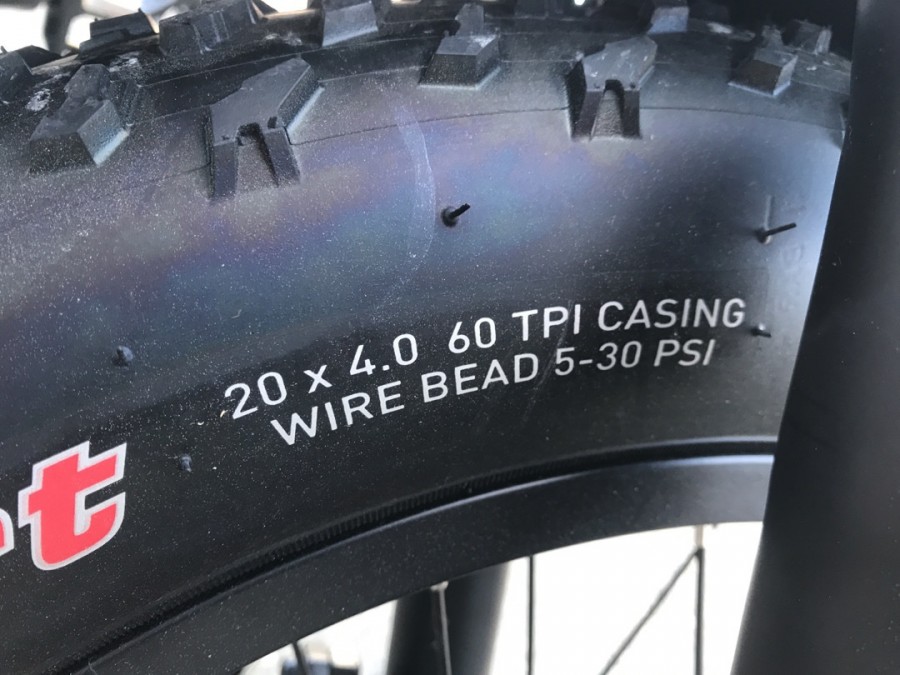 20 x 4.0 60 TPI CASING
WIRE BEAD 5-30 PSI
t